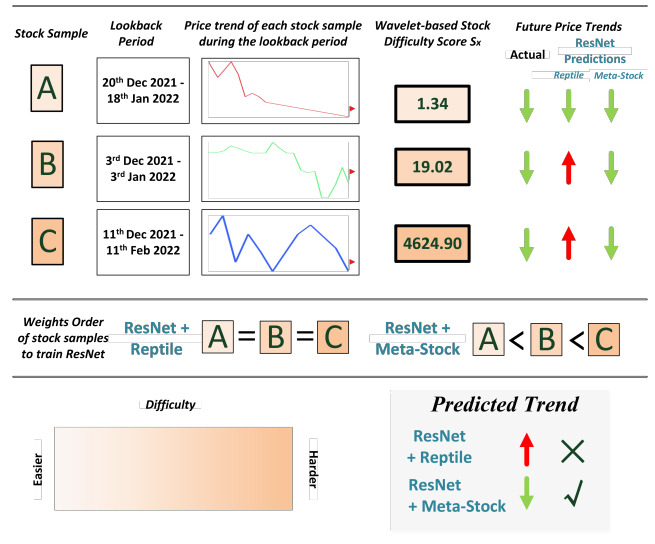 Stock Sample
Lookback
Period
Price trend of each stock sample
during the lookback period
Wavelet-based Stock
Difficulty Score Sx
Future Price Trends
Actual
ResNet
Predictions
Reptile
Meta-Stock
A
20th Dec 2021 -
18th Jan 2022
1.34
B
3rd Dec 2021 -
3rd Jan 2022
19.02
C
11th Dec 2021 -
11th Feb 2022
4624.90
Weights Order
of stock samples
to train ResNet
ResNet +
Reptile
A = B = C
ResNet +
Meta-Stock
A < B < C
Difficulty
Easier
Harder
Predicted Trend
ResNet
+ Reptile
ResNet
+ Meta-Stock